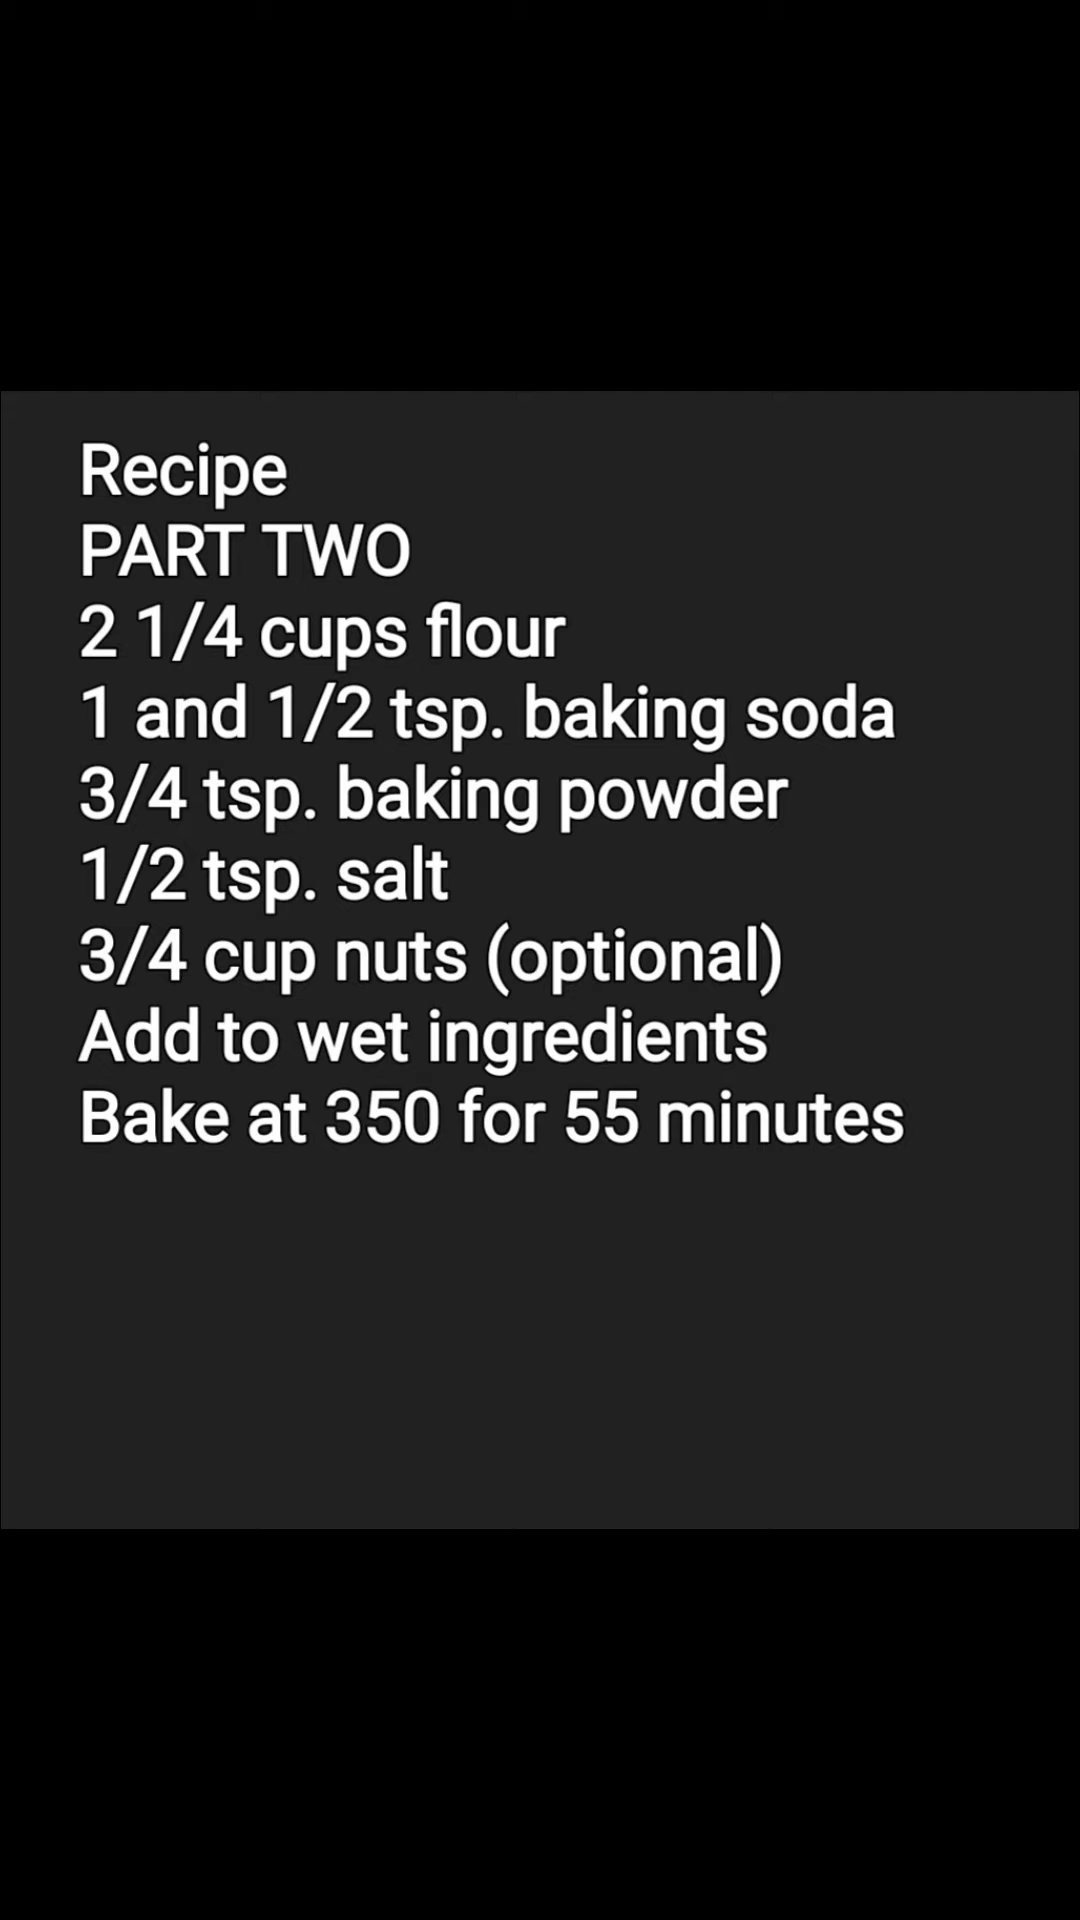 Recipe
PART TWO
2 1/4 cups flour
1 and 1/2 tsp. baking soda
3/4 tsp. baking powder
1/2 tsp. salt
3/4 cup nuts (optional)
Add to wet ingredients
Bake at 350 for 55 minutes